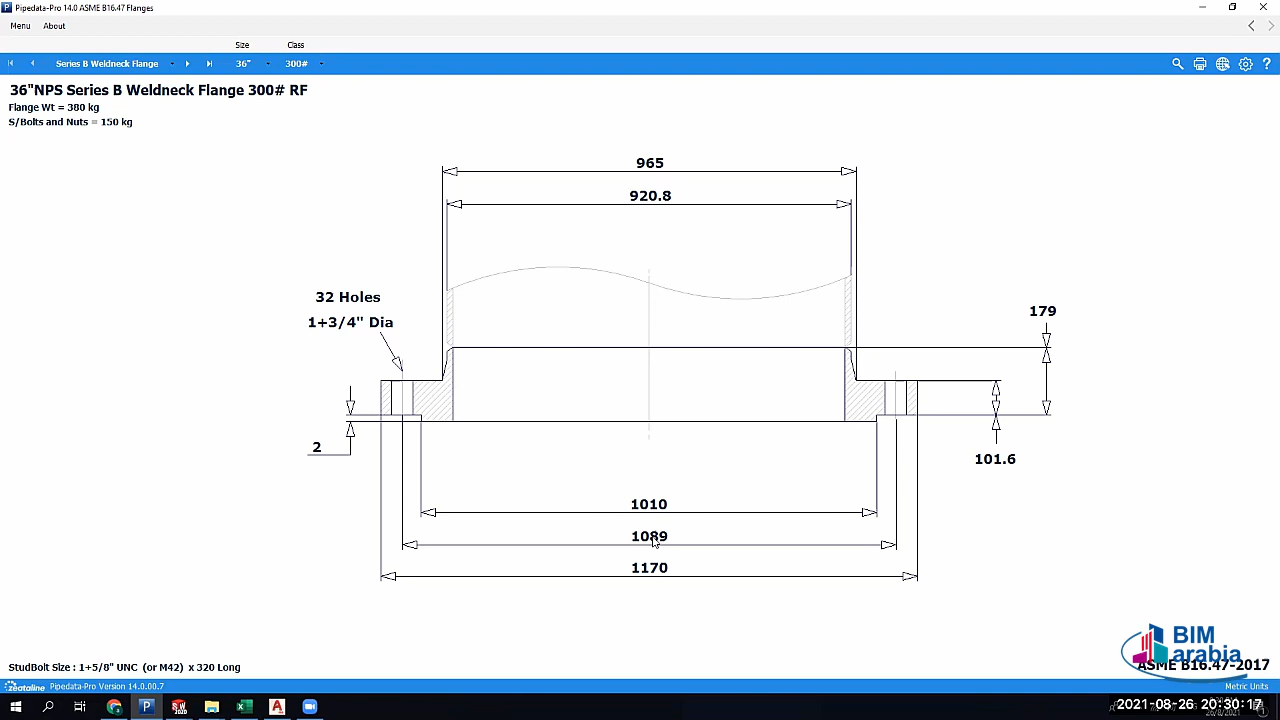 Pipedata-Pro 14.0 ASME B16.47 Flanges
Menu About
Size Class
Series B Weldneck Flange 36" 300#
36"NPS Series B Weldneck Flange 300# RF
Flange Wt = 380 kg
S/Bolts and Nuts = 150 kg
965
920.8
32 Holes
1+3/4" Dia
179
2
101.6
1010
1089
1170
BIM
arabia
StudBolt Size : 1+5/8" UNC (or M42) x 320 Long
ASME B16.47-2017
Zeataline Pipedata-Pro Version 14.0.00.7
Metric Units
2021-08-26 20:30:17